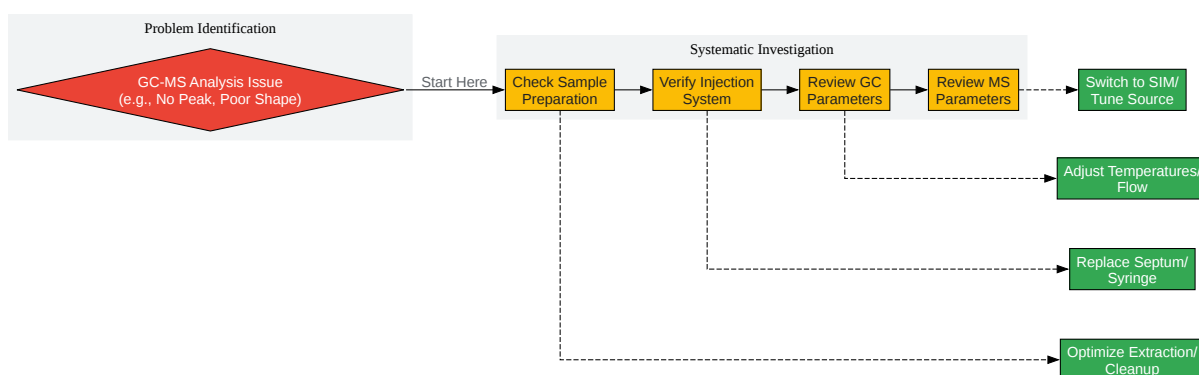 Problem Identification
GC-MS Analysis Issue
(e.g., No Peak, Poor Shape)
Start Here
Systematic Investigation
Check Sample
Preparation
Verify Injection
System
Review GC
Parameters
Review MS
Parameters
Switch to SIM/
Tune Source
Adjust Temperatures/
Flow
Replace Septum/
Syringe
Optimize Extraction/
Cleanup